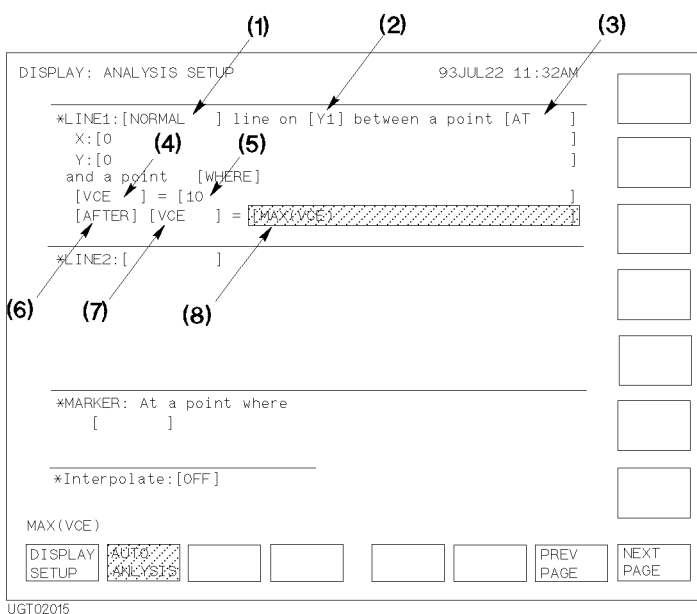 (1) (2) (3)
DISPLAY: ANALYSIS SETUP 93JUL22 11:32AM
*LINE1:[NORMAL ] line on [Y1] between a point [AT ]
X:[0 ]
(4) (5)
Y:[0 ]
and a point [WHERE]
[VCE ] = [10 ]
[AFTER] [VCE ] = [MAX(VCE) ]
*LINE2:[ ]
(6) (7) (8)
*MARKER: At a point where
[ ]
*Interpolate:[OFF]
MAX(VCE)
DISPLAY SETUP
AUTO ANLYSIS
PREV PAGE
NEXT PAGE
UGT02015